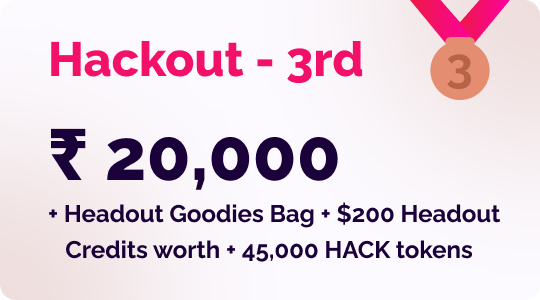 Hackout - 3rd
3
₹ 20,000
+ Headout Goodies Bag + $200 Headout
Credits worth + 45,000 HACK tokens